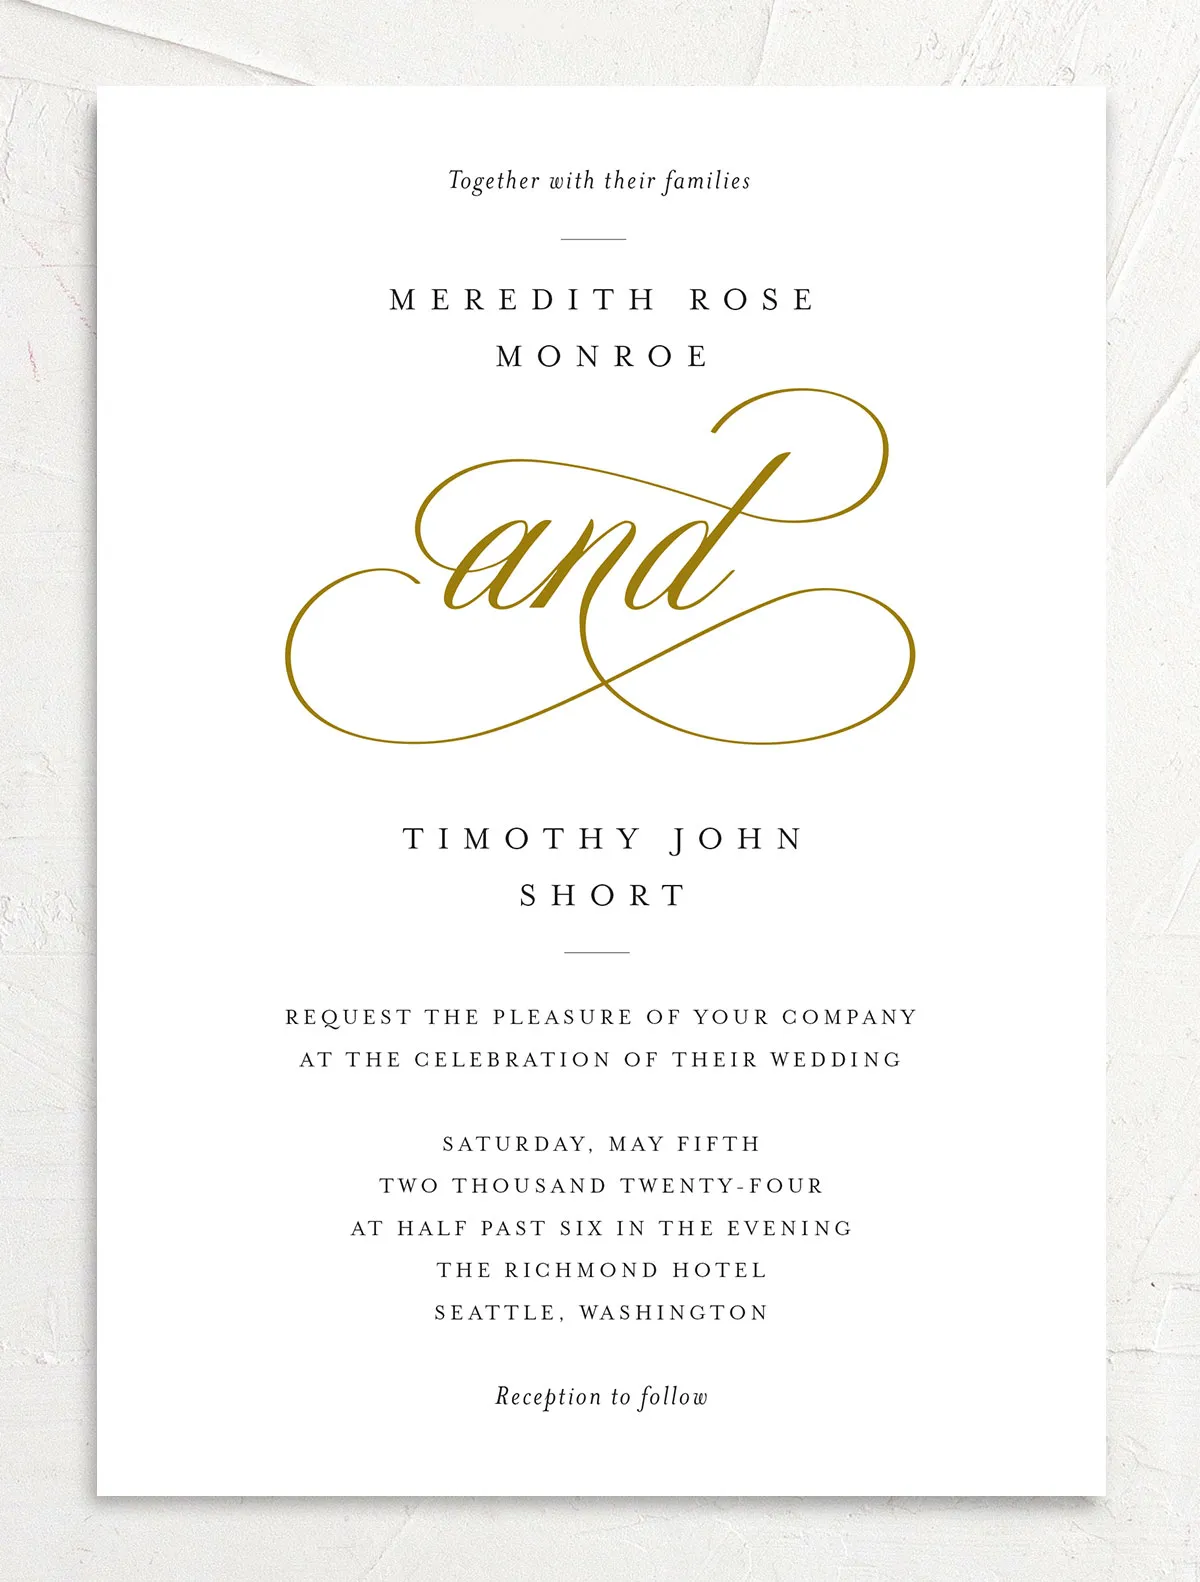 Together with their families
MEREDITH ROSE
MONROE
and
TIMOTHY JOHN
SHORT
REQUEST THE PLEASURE OF YOUR COMPANY
AT THE CELEBRATION OF THEIR WEDDING
SATURDAY, MAY FIFTH
TWO THOUSAND TWENTY-FOUR
AT HALF PAST SIX IN THE EVENING
THE RICHMOND HOTEL
SEATTLE, WASHINGTON
Reception to follow